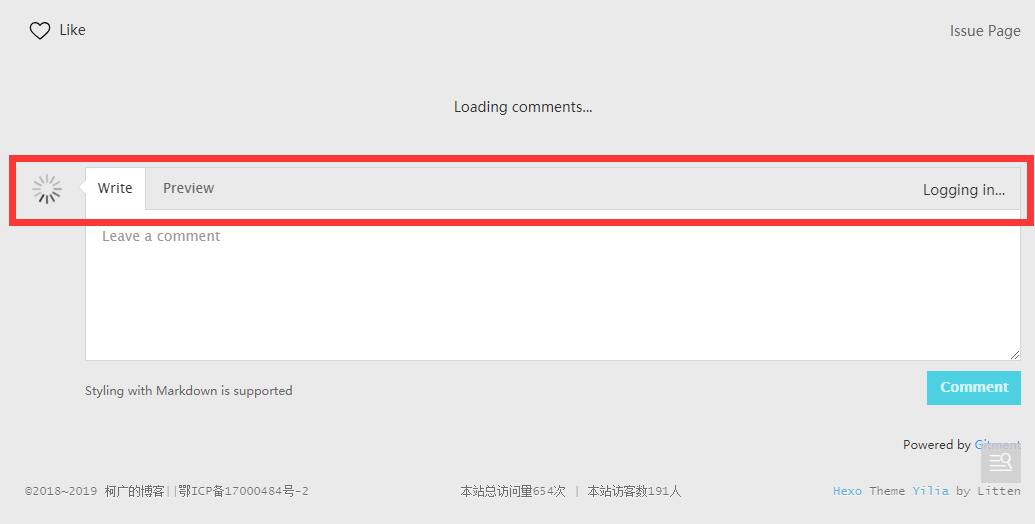 Like Issue Page
Loading comments...
Write Preview Logging in...
Leave a comment
Styling with Markdown is supported Comment
Powered by Gitment
©2018~2019 柯广的博客||鄂ICP备17000484号-2 本站总访问量654次 | 本站访客数191人 Hexo Theme Yilia by Litten